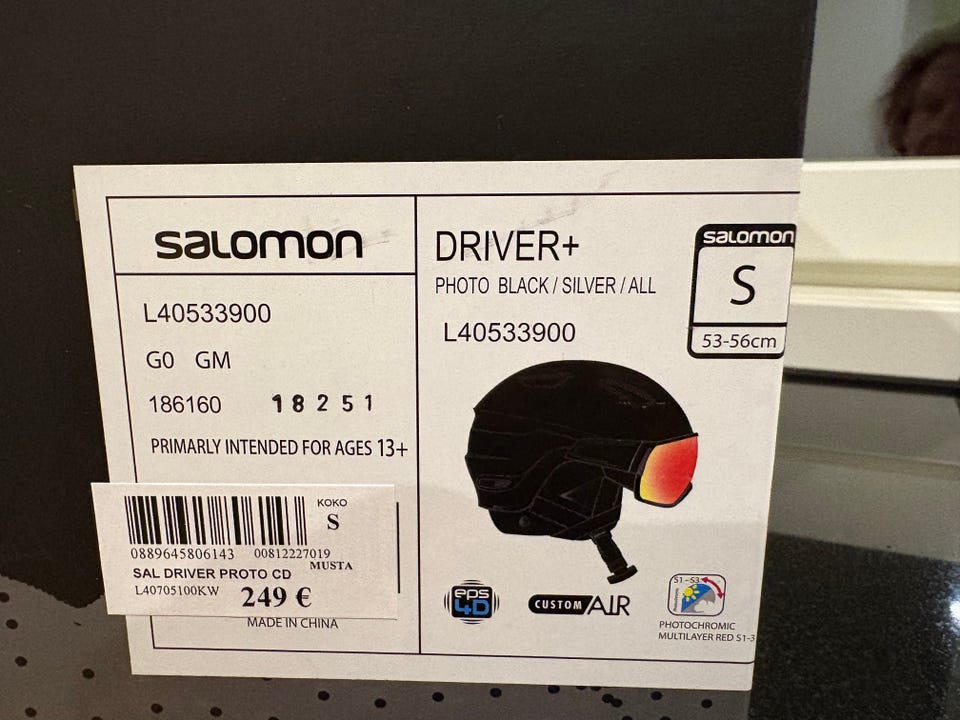 salomon
L40533900
G0 GM
186160 18251
PRIMARLY INTENDED FOR AGES 13+
KOKO
S
0889645806143 00812227019
MUSTA
SAL DRIVER PROTO CD
L40705100KW 249 €
MADE IN CHINA
DRIVER+
PHOTO BLACK / SILVER / ALL
L40533900
salomon
S
53-56cm
eps
4D
CUSTOM AIR
S1-S3
PHOTOCHROMIC
MULTILAYER RED S1-3